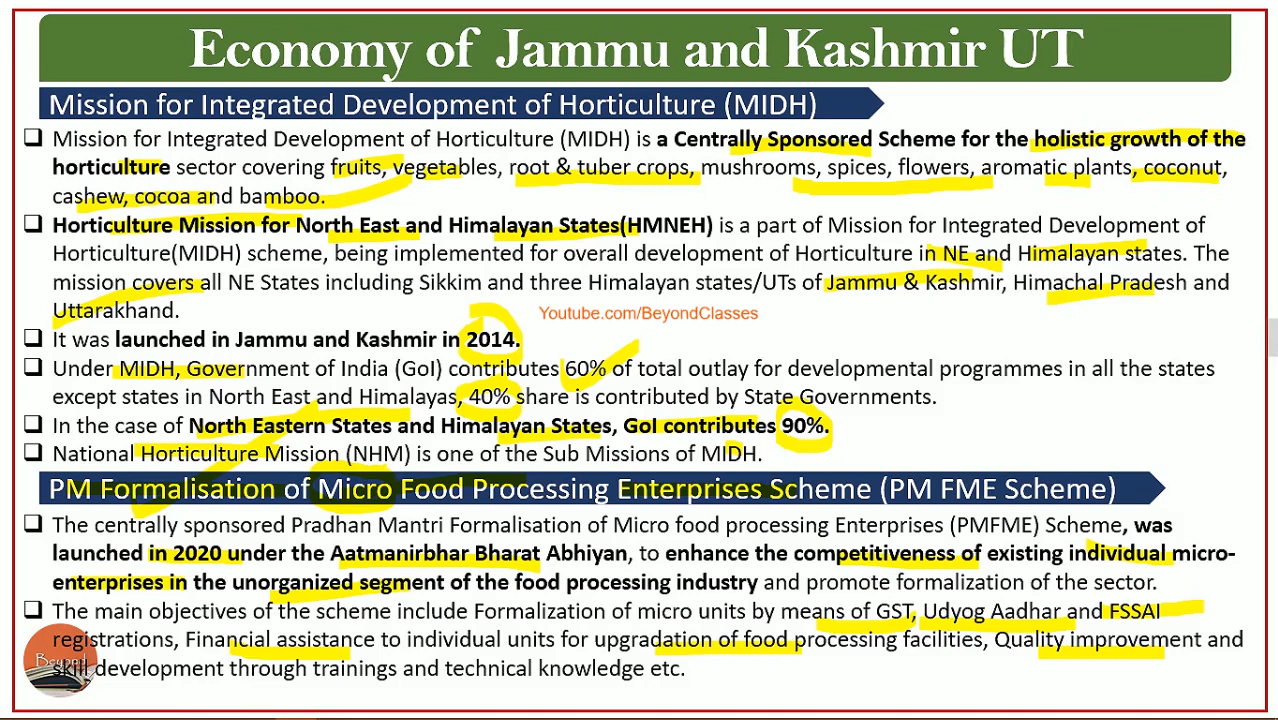 Economy of Jammu and Kashmir UT
Mission for Integrated Development of Horticulture (MIDH)
❑ Mission for Integrated Development of Horticulture (MIDH) is a Centrally Sponsored Scheme for the holistic growth of the
horticulture sector covering fruits, vegetables, root & tuber crops, mushrooms, spices, flowers, aromatic plants, coconut,
cashew, cocoa and bamboo.
❑ Horticulture Mission for North East and Himalayan States(HMNEH) is a part of Mission for Integrated Development of
Horticulture(MIDH) scheme, being implemented for overall development of Horticulture in NE and Himalayan states. The
mission covers all NE States including Sikkim and three Himalayan states/UTs of Jammu & Kashmir, Himachal Pradesh and
Uttarakhand.
Youtube.com/BeyondClasses
❑ It was launched in Jammu and Kashmir in 2014.
❑ Under MIDH, Government of India (GoI) contributes 60% of total outlay for developmental programmes in all the states
except states in North East and Himalayas, 40% share is contributed by State Governments.
❑ In the case of North Eastern States and Himalayan States, GoI contributes 90%.
❑ National Horticulture Mission (NHM) is one of the Sub Missions of MIDH.
PM Formalisation of Micro Food Processing Enterprises Scheme (PM FME Scheme)
❑ The centrally sponsored Pradhan Mantri Formalisation of Micro food processing Enterprises (PMFME) Scheme, was
launched in 2020 under the Aatmanirbhar Bharat Abhiyan, to enhance the competitiveness of existing individual micro-
enterprises in the unorganized segment of the food processing industry and promote formalization of the sector.
❑ The main objectives of the scheme include Formalization of micro units by means of GST, Udyog Aadhar and FSSAI
registrations, Financial assistance to individual units for upgradation of food processing facilities, Quality improvement and
skill development through trainings and technical knowledge etc.
Beyond